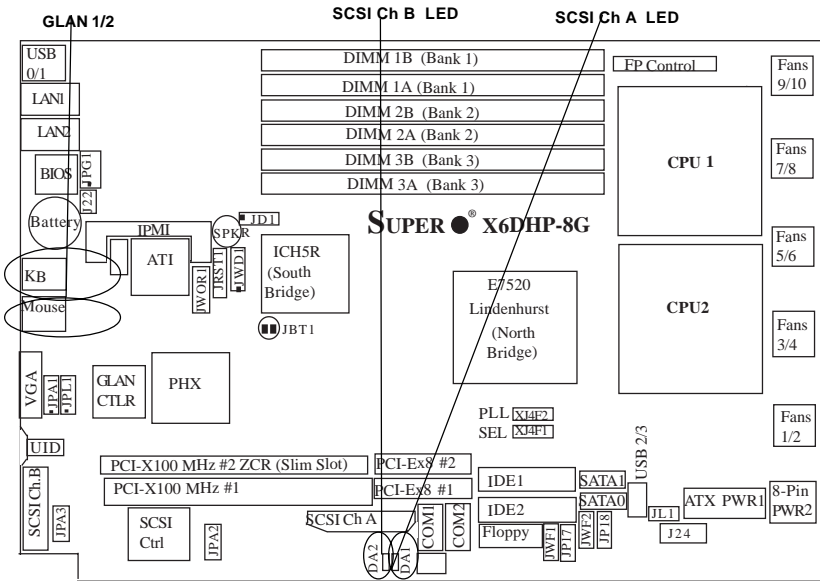 GLAN 1/2
SCSI Ch B LED
SCSI Ch A LED
USB
0/1
LAN1
LAN2
BIOS
JPG1
J22
Battery
KB
Mouse
IPMI
ATI
SPKR
JD1
JWOR1
JRST1
JWD1
ICH5R
(South
Bridge)
JBT1
DIMM 1B (Bank 1)
DIMM 1A (Bank 1)
DIMM 2B (Bank 2)
DIMM 2A (Bank 2)
DIMM 3B (Bank 3)
DIMM 3A (Bank 3)
SUPER ● ® X6DHP-8G
FP Control
CPU 1
CPU2
Fans
9/10
Fans
7/8
Fans
5/6
Fans
3/4
Fans
1/2
E7520
Lindenhurst
(North
Bridge)
PLL XJ4F2
SEL XJ4F1
VGA
JPA1
JPL1
GLAN
CTLR
PHX
UID
SCSI Ch.B
JPA3
PCI-X100 MHz #2 ZCR (Slim Slot)
PCI-X100 MHz #1
PCI-Ex8 #2
PCI-Ex8 #1
SCSI
Ctrl
JPA2
SCSI Ch A
DA2
DA1
COM1
COM2
IDE1
IDE2
Floppy
JWF1
JP17
JWF2
JP18
SATA1
SATA0
USB 2/3
JL1
J24
ATX PWR1
8-Pin
PWR2